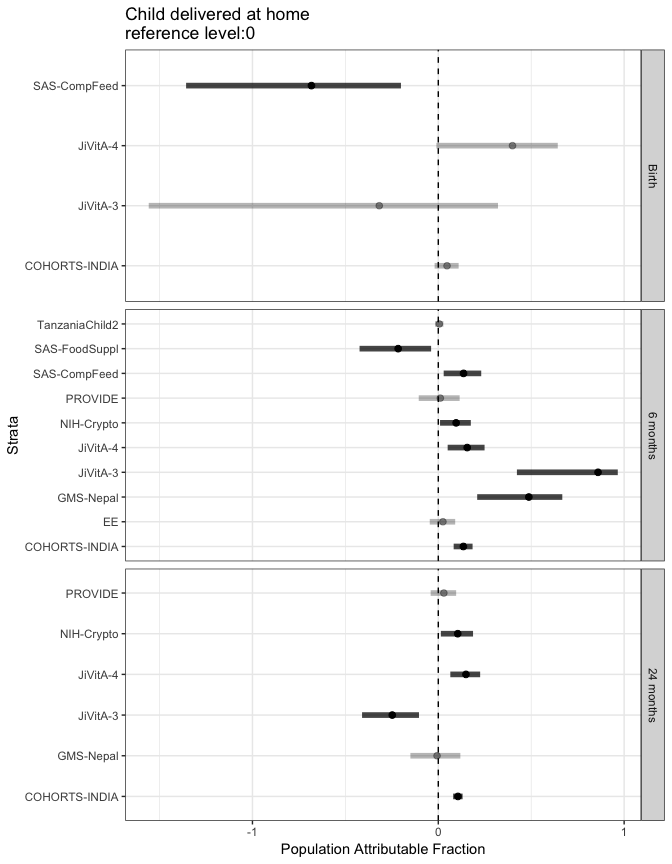 Child delivered at home
reference level:0
Strata
SAS-CompFeed
JiVitA-4
JiVitA-3
COHORTS-INDIA
Birth
TanzaniaChild2
SAS-FoodSuppl
SAS-CompFeed
PROVIDE
NIH-Crypto
JiVitA-4
JiVitA-3
GMS-Nepal
EE
COHORTS-INDIA
6 months
PROVIDE
NIH-Crypto
JiVitA-4
JiVitA-3
GMS-Nepal
COHORTS-INDIA
24 months
-1 0 1
Population Attributable Fraction